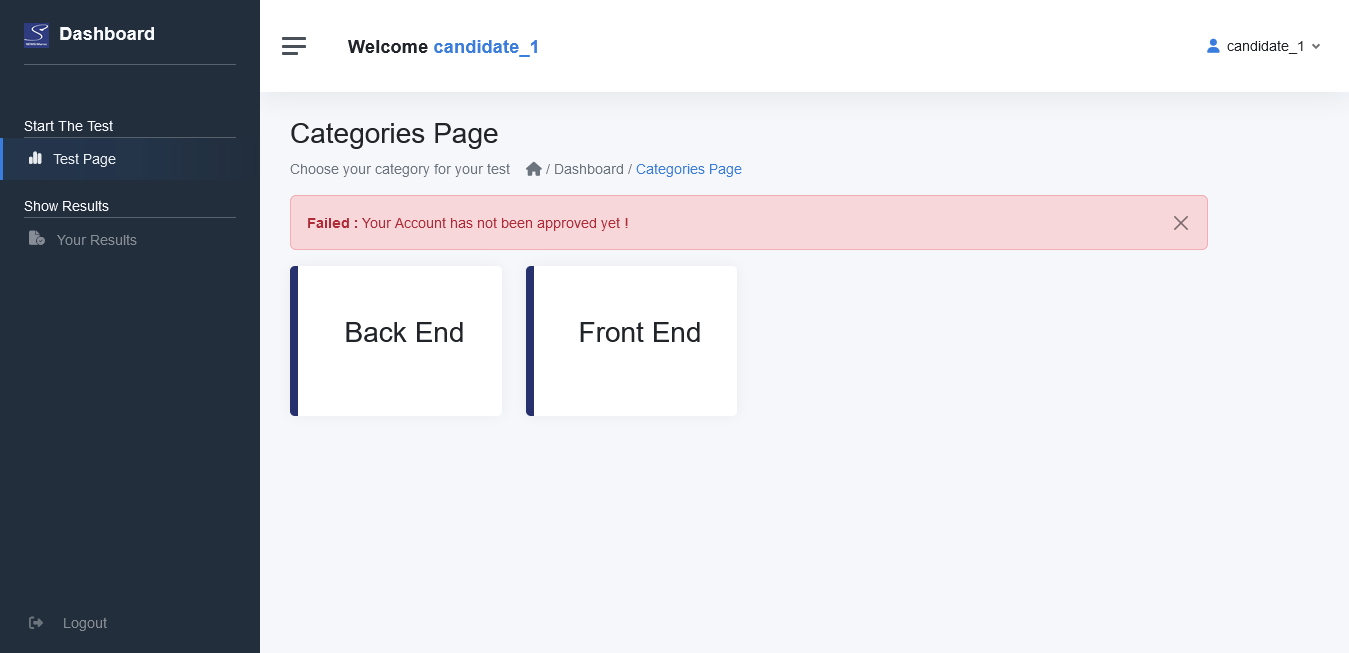 Dashboard
Welcome candidate_1
candidate_1
Start The Test
Test Page
Show Results
Your Results
Logout
Categories Page
Choose your category for your test / Dashboard / Categories Page
Failed : Your Account has not been approved yet !
Back End
Front End